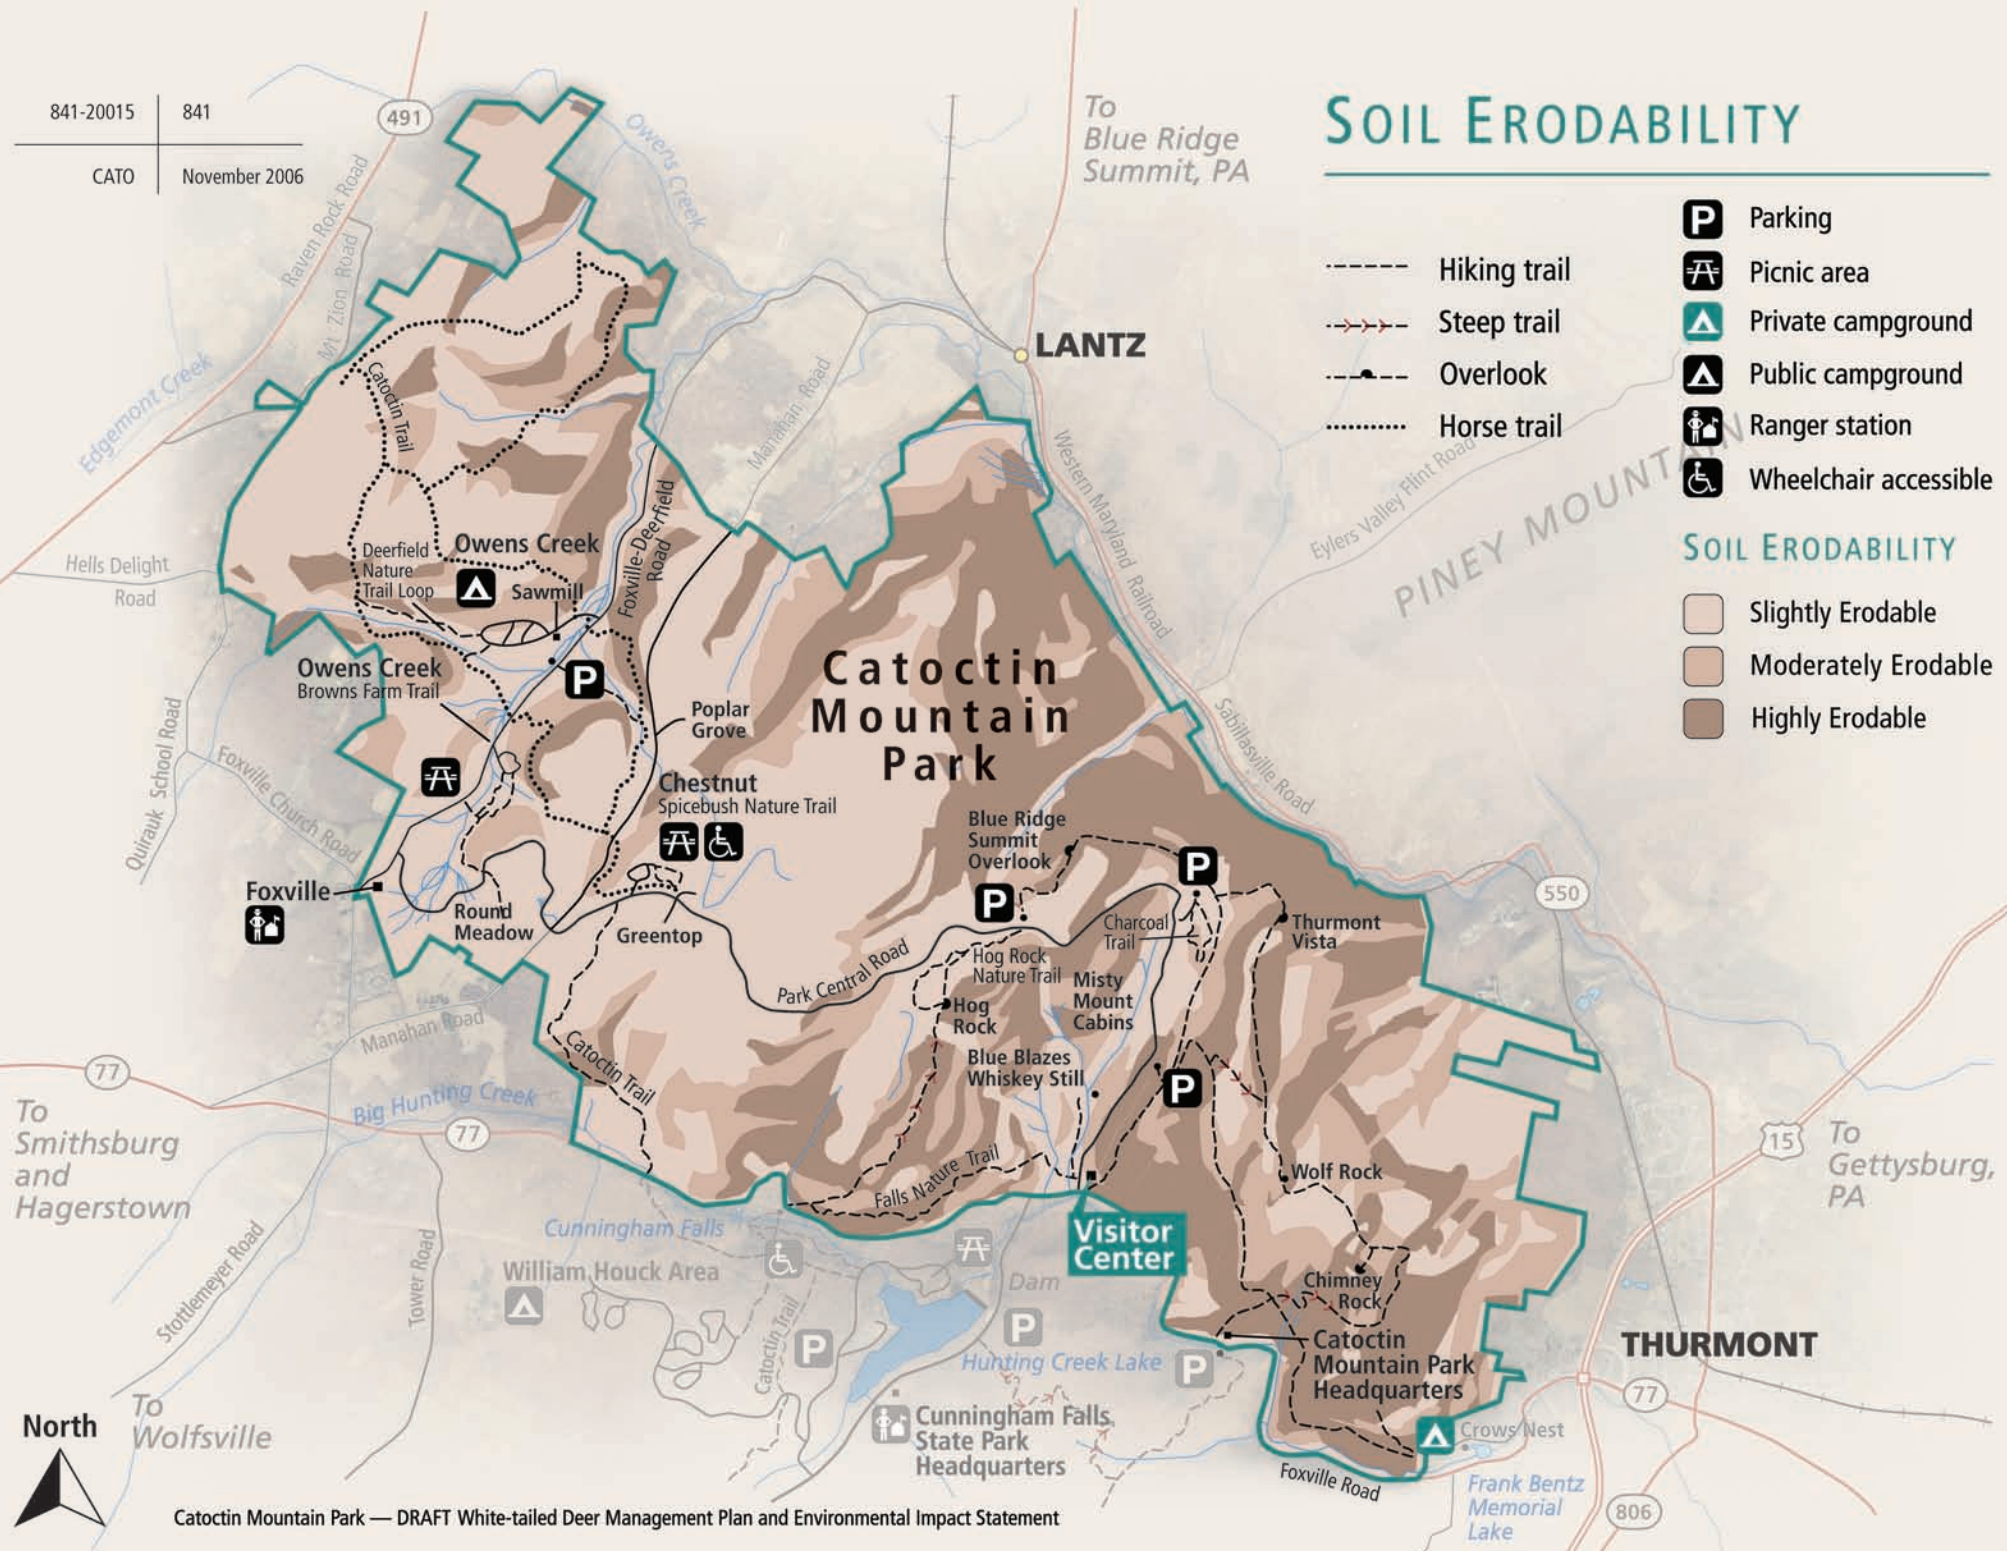 841-20015
841
CATO
November 2006
491
Raven Rock Road
Mt. Zion Road
Owens Creek
To
Blue Ridge
Summit, PA
SOIL ERODABILITY
Hiking trail
Steep trail
Overlook
Horse trail
P
Parking
Picnic area
Private campground
Public campground
Ranger station
Wheelchair accessible
SOIL ERODABILITY
Slightly Erodable
Moderately Erodable
Highly Erodable
LANTZ
Edgemont Creek
Catoctin Trail
Manahan Road
Western Maryland Railroad
Eylers Valley Flint Road
PINEY MOUNTAIN
Hells Delight
Road
Deerfield
Nature
Trail Loop
Owens Creek
Sawmill
Foxville-Deerfield
Road
Owens Creek
Browns Farm Trail
P
Poplar
Grove
Catoctin
Mountain
Park
Quirauk School Road
Foxville Church Road
Sabillasville Road
Chestnut
Spicebush Nature Trail
Blue Ridge
Summit
Overlook
P
P
550
Foxville
Round
Meadow
Greentop
Park Central Road
Charcoal
Trail
Thurmont
Vista
Hog Rock
Nature Trail
Misty
Mount
Cabins
Hog
Rock
Manahan Road
Catoctin Trail
Blue Blazes
Whiskey Still
P
77
To
Smithsburg
and
Hagerstown
Big Hunting Creek
77
15
To
Gettysburg,
PA
Wolf Rock
Falls Nature Trail
Visitor
Center
Cunningham Falls
William Houck Area
Stottlemeyer Road
Tower Road
Catoctin Trail
P
Dam
P
Hunting Creek Lake
P
Chimney
Rock
Catoctin
Mountain Park
Headquarters
THURMONT
77
Cunningham Falls
State Park
Headquarters
Crows Nest
Foxville Road
Frank Bentz
Memorial
Lake
806
To
Wolfsville
North
Catoctin Mountain Park — DRAFT White-tailed Deer Management Plan and Environmental Impact Statement